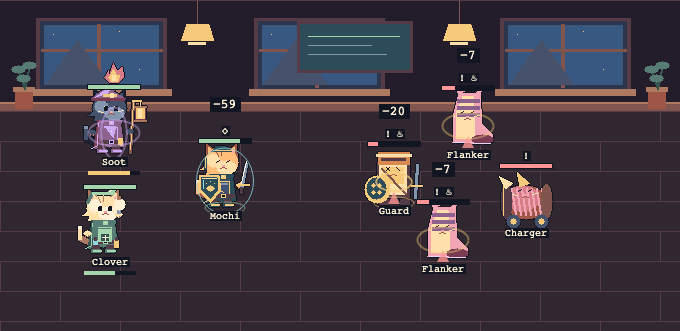 -7
-59
-20
!
Flanker
Soot
!
-7
!
Mochi
Guard
Charger
!
Clover
Flanker